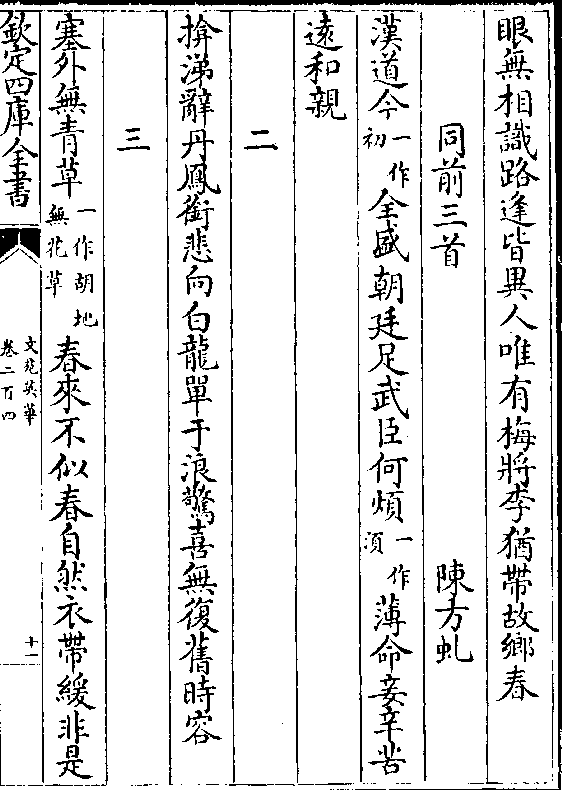 眼無相識路逢皆異人唯有梅將李猶帶故鄉春
同前三首 陳方虬
漢道今一作初全盛朝廷足武臣何煩一作須薄命妾辛苦
遠和親
二
揜涕辭丹鳳銜悲向白龍單于浪驚喜無復舊時容
三
塞外無青草一作胡地無花草春來不似春自然衣帶緩非是
欽定四庫全書
文苑英華
卷二百四
十一